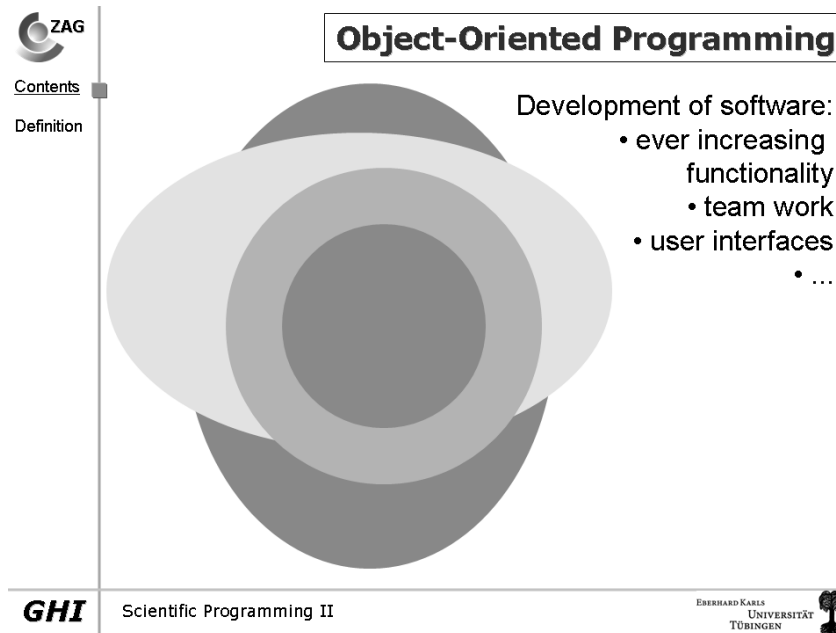 ZAG
Object-Oriented Programming
Contents
Definition
Development of software:
• ever increasing
functionality
• team work
• user interfaces
• ...
GHI
Scientific Programming II
EBERHARD KARLS
UNIVERSITÄT
TÜBINGEN